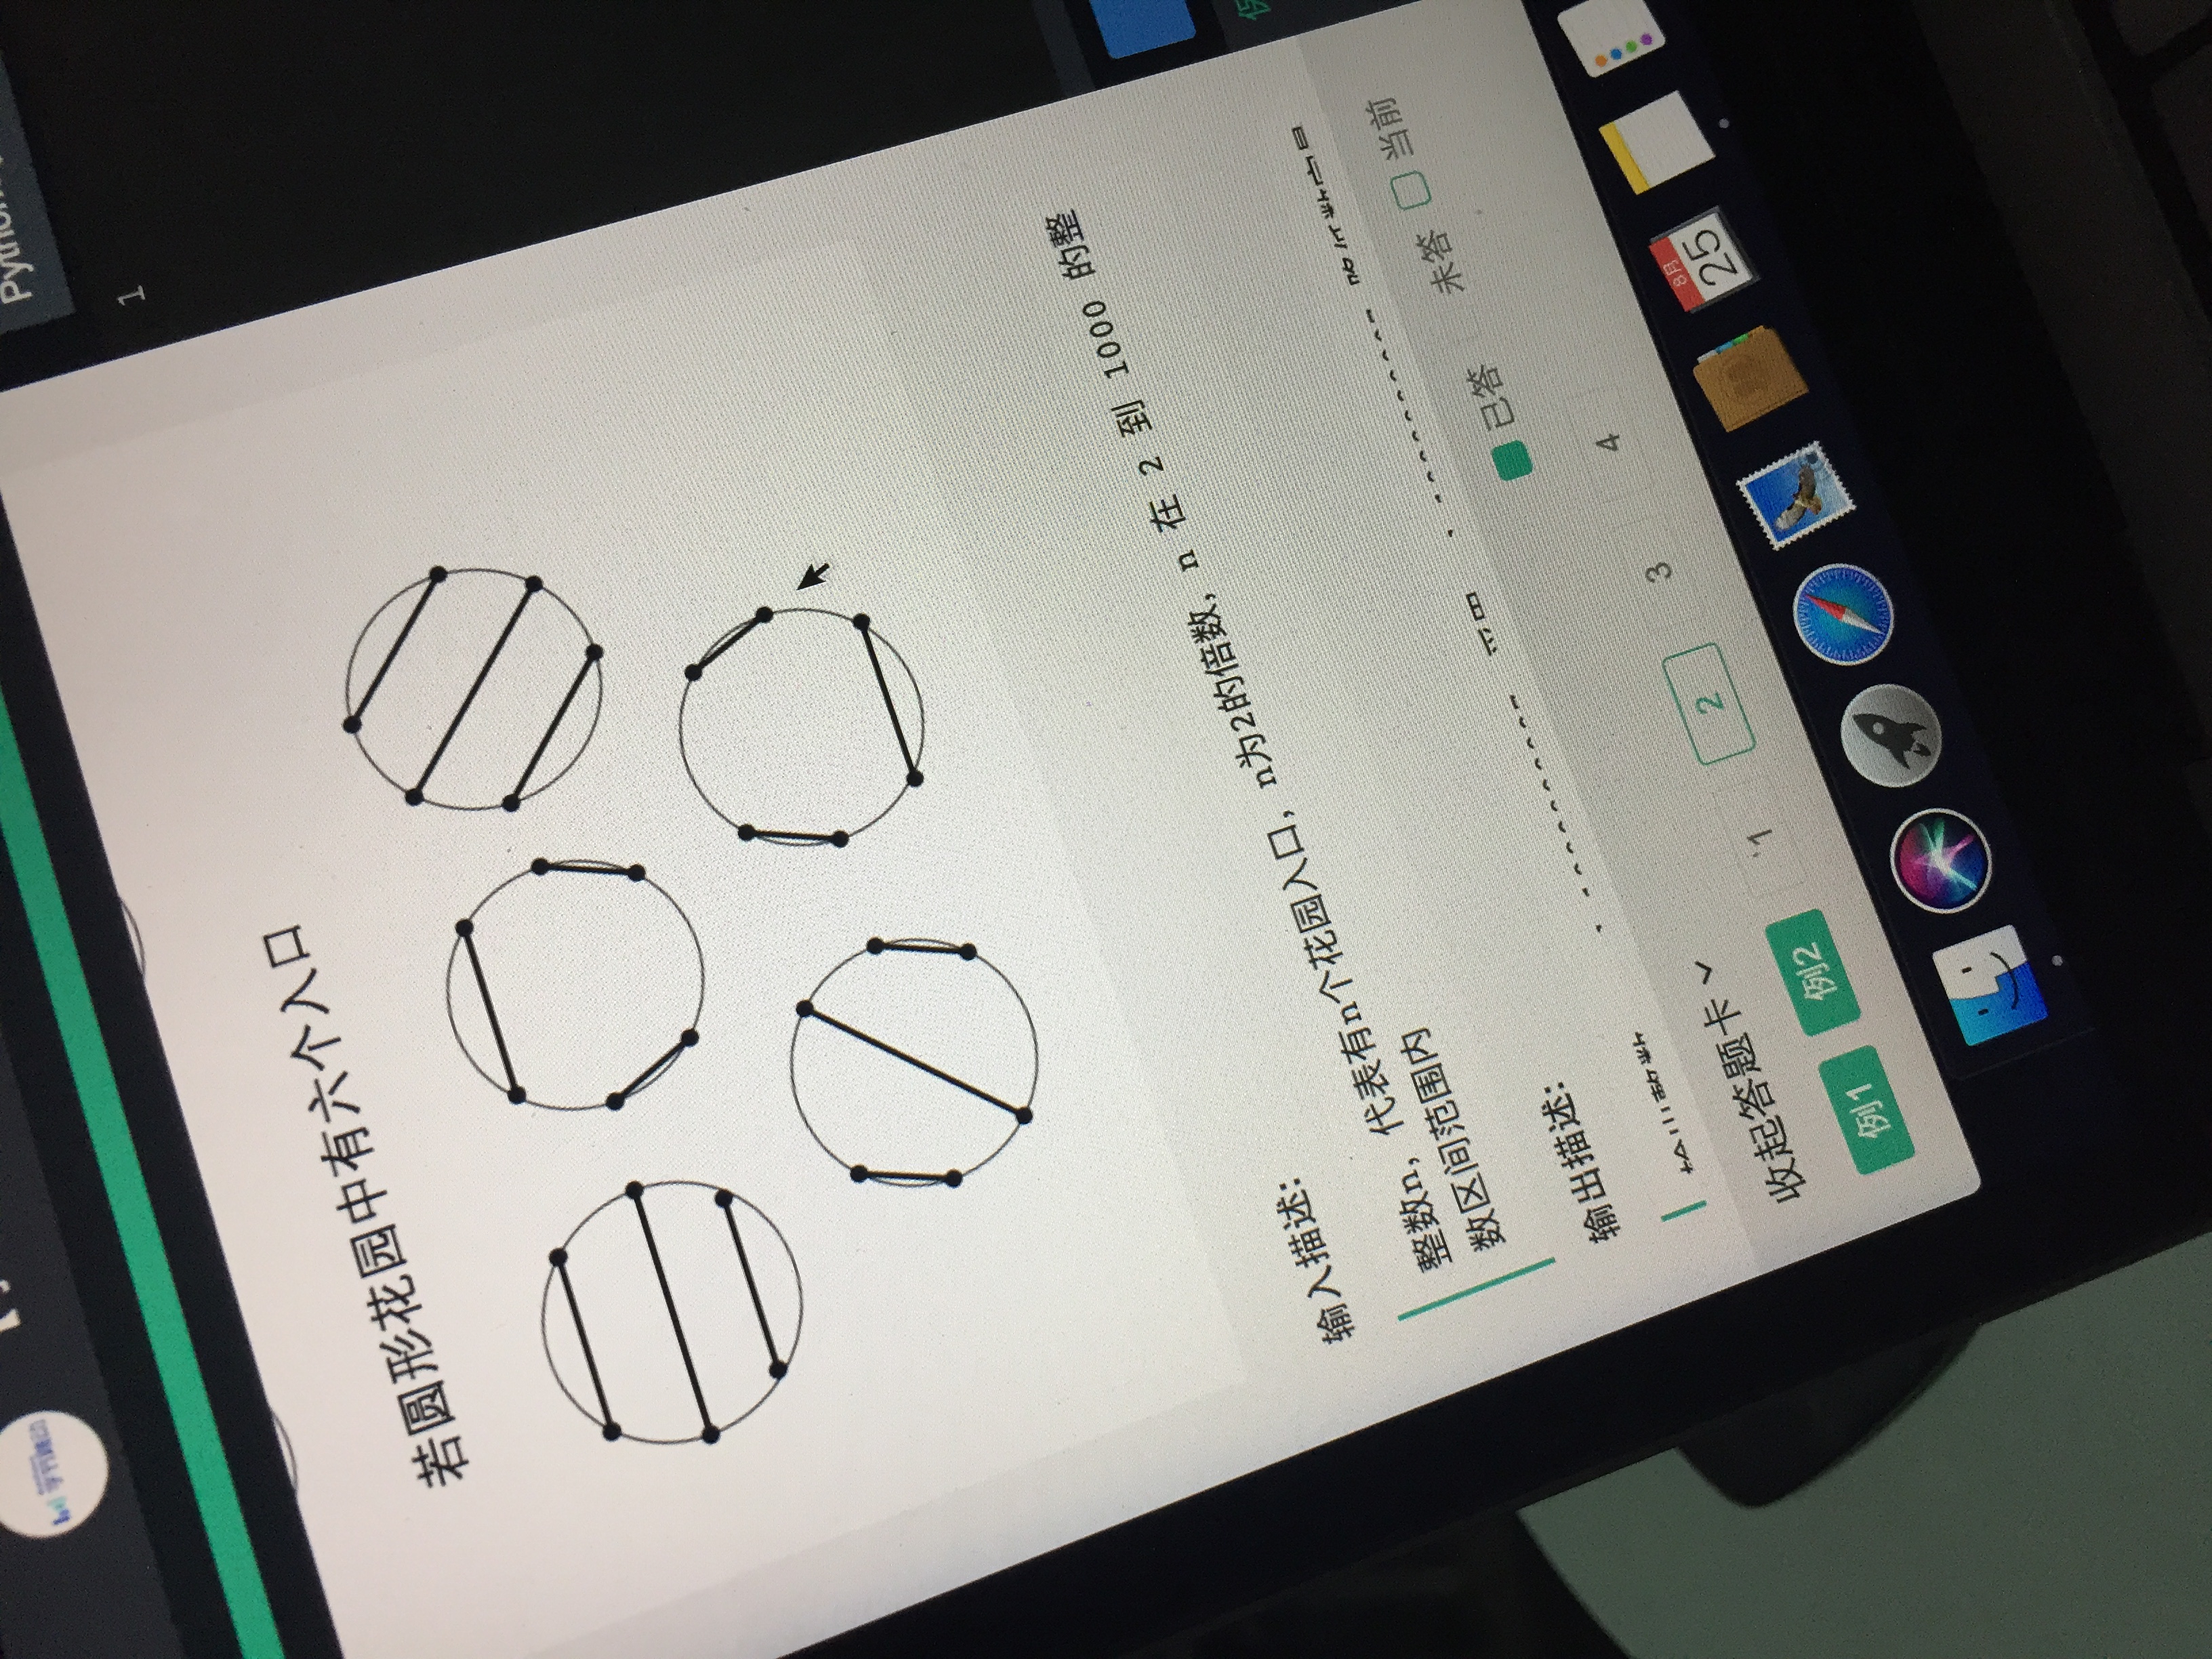 字节跳动
Python
1
若圆形花园中有六个入口
输入描述:
整数n, 代表有n个花园入口, n为2的倍数, n 在 2 到 1000 的整
数区间范围内
输出描述:
输出整数
已答 未答 当前
收起答题卡
例1 例2 1 2 3 4
8月
25